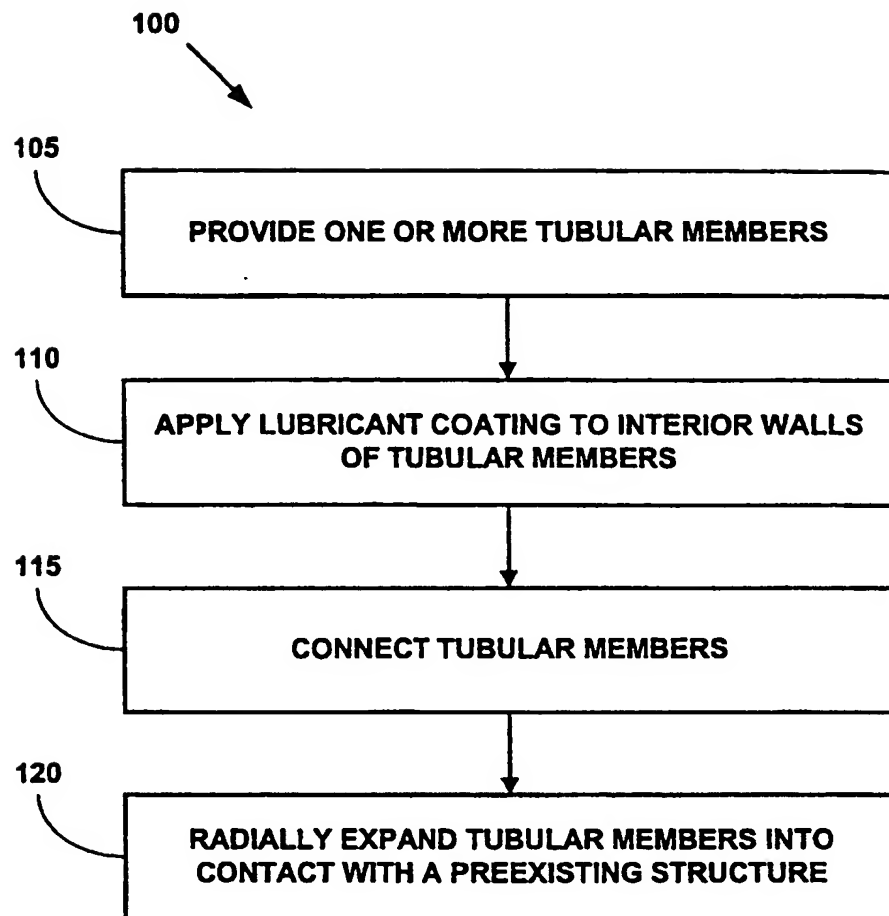 100
105
PROVIDE ONE OR MORE TUBULAR MEMBERS
110
APPLY LUBRICANT COATING TO INTERIOR WALLS
OF TUBULAR MEMBERS
115
CONNECT TUBULAR MEMBERS
120
RADIALLY EXPAND TUBULAR MEMBERS INTO
CONTACT WITH A PREEXISTING STRUCTURE